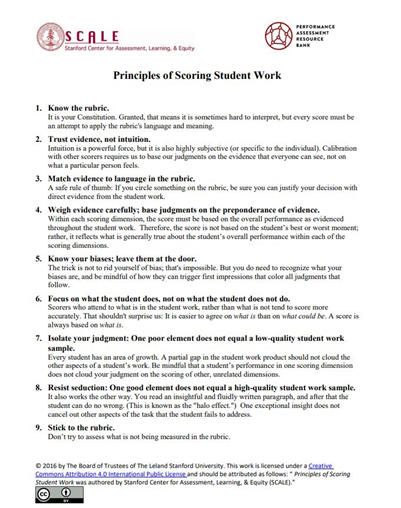 SCALE
Stanford Center for Assessment, Learning, & Equity
PERFORMANCE
ASSESSMENT
RESOURCE
BANK
Principles of Scoring Student Work
1. Know the rubric.
It is your Constitution. Granted, that means it is sometimes hard to interpret, but every score must be
an attempt to apply the rubric's language and meaning.
2. Trust evidence, not intuition.
Intuition is a powerful force, but it is also highly subjective (or specific to the individual). Calibration
with other scorers requires us to base our judgments on the evidence that everyone can see, not on
what a particular person feels.
3. Match evidence to language in the rubric.
A safe rule of thumb: If you circle something on the rubric, be sure you can justify your decision with
direct evidence from the student work.
4. Weigh evidence carefully; base judgments on the preponderance of evidence.
Within each scoring dimension, the score must be based on the overall performance as evidenced
throughout the student work. Therefore, the score is not based on the student's best or worst moment;
rather, it reflects what is generally true about the student's overall performance within each of the
scoring dimensions.
5. Know your biases; leave them at the door.
The trick is not to rid yourself of bias; that's impossible. But you do need to recognize what your
biases are, and be mindful of how they can trigger first impressions that color all judgments that
follow.
6. Focus on what the student does, not on what the student does not do.
Scorers who attend to what is in the student work, rather than what is not tend to score more
accurately. That shouldn't surprise us: It is easier to agree on what is than on what could be. A score is
always based on what is.
7. Isolate your judgment: One poor element does not equal a low-quality student work
sample.
Every student has an area of growth. A partial gap in the student work product should not cloud the
other aspects of a student's work. Be mindful that a student's performance in one scoring dimension
does not cloud your judgment on the scoring of other, unrelated dimensions.
8. Resist seduction: One good element does not equal a high-quality student work sample.
It also works the other way. You read an insightful and fluidly written paragraph, and after that the
student can do no wrong. (This is known as the "halo effect.") One exceptional insight does not
cancel out other aspects of the task that the student fails to address.
9. Stick to the rubric.
Don't try to assess what is not being measured in the rubric.
© 2016 by The Board of Trustees of The Leland Stanford University. This work is licensed under a Creative
Commons Attribution 4.0 International Public License and should be attributed as follows: " Principles of Scoring
Student Work was authored by Stanford Center for Assessment, Learning, & Equity (SCALE)."
cc
BY